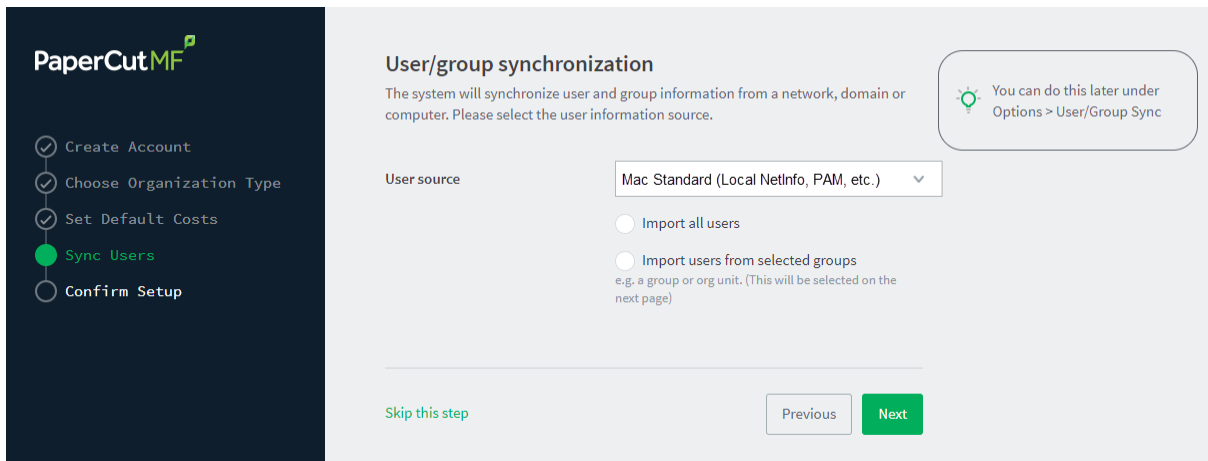 PaperCutMF
Create Account
Choose Organization Type
Set Default Costs
Sync Users
Confirm Setup
User/group synchronization
The system will synchronize user and group information from a network, domain or
computer. Please select the user information source.
You can do this later under
Options > User/Group Sync
User source
Mac Standard (Local NetInfo, PAM, etc.)
Import all users
Import users from selected groups
e.g. a group or org unit. (This will be selected on the
next page)
Skip this step
Previous
Next